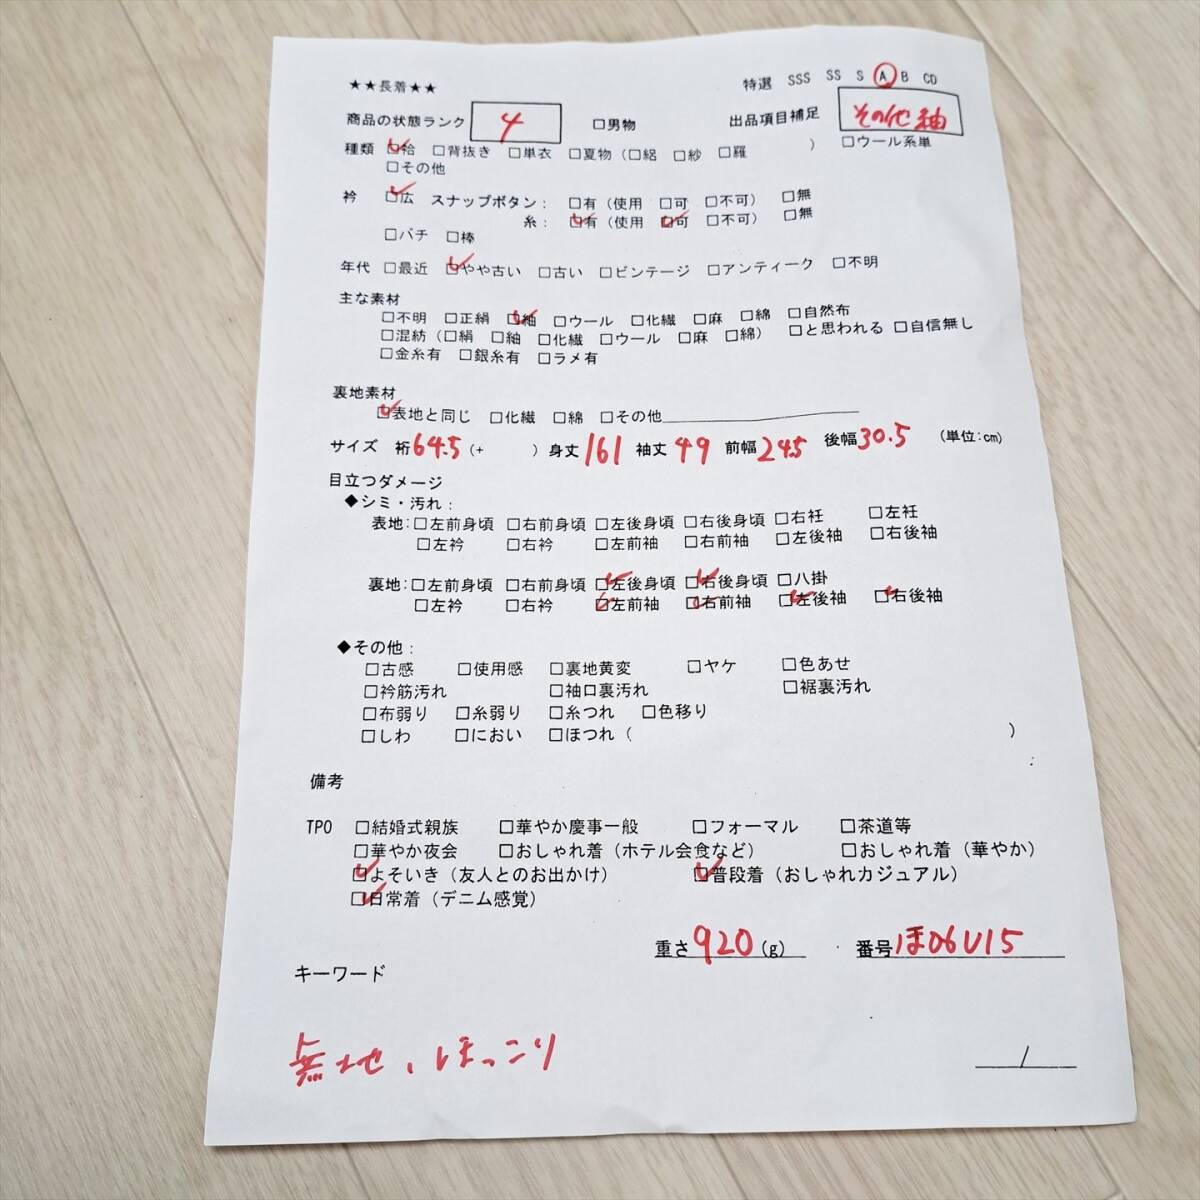 ★★長着★★
特選 SSS SS S Ⓐ B CD
商品の状態ランク 4 □男物 出品項目補足 その他紬
種類 ☑袷 □背抜き □単衣 □夏物（□絽 □紗 □羅 ） □ウール系単
□その他
衿 ☑広 スナップボタン： □有（使用 □可 □不可） □無
糸： ☑有（使用 ☑可 □不可） □無
□バチ □棒
年代 □最近 ☑やや古い □古い □ビンテージ □アンティーク □不明
主な素材
□不明 □正絹 ☑紬 □ウール □化繊 □麻 □綿 □自然布
□混紡（□絹 □紬 □化繊 □ウール □麻 □綿） □と思われる □自信無し
□金糸有 □銀糸有 □ラメ有
裏地素材
☑表地と同じ □化繊 □綿 □その他
サイズ 裄64.5（+ ）身丈161 袖丈49 前幅24.5 後幅30.5 （単位:cm）
目立つダメージ
◆シミ・汚れ：
表地:□左前身頃 □右前身頃 □左後身頃 □右後身頃 □右衽 □左衽
□左衿 □右衿 □左前袖 □右前袖 □左後袖 □右後袖
裏地:□左前身頃 □右前身頃 ☑左後身頃 ☑右後身頃 □八掛
□左衿 □右衿 ☑左前袖 ☑右前袖 ☑左後袖 ☑右後袖
◆その他：
□古感 □使用感 □裏地黄変 □ヤケ □色あせ
□衿筋汚れ □袖口裏汚れ □裾裏汚れ
□布弱り □糸弱り □糸つれ □色移り
□しわ □におい □ほつれ（ ）
備考
TPO □結婚式親族 □華やか慶事一般 □フォーマル □茶道等
□華やか夜会 □おしゃれ着（ホテル会食など） □おしゃれ着（華やか）
☑よそいき（友人とのお出かけ） ☑普段着（おしゃれカジュアル）
☑日常着（デニム感覚）
重さ920(g) 番号ほ06U15
キーワード
無地、ほっこり
/